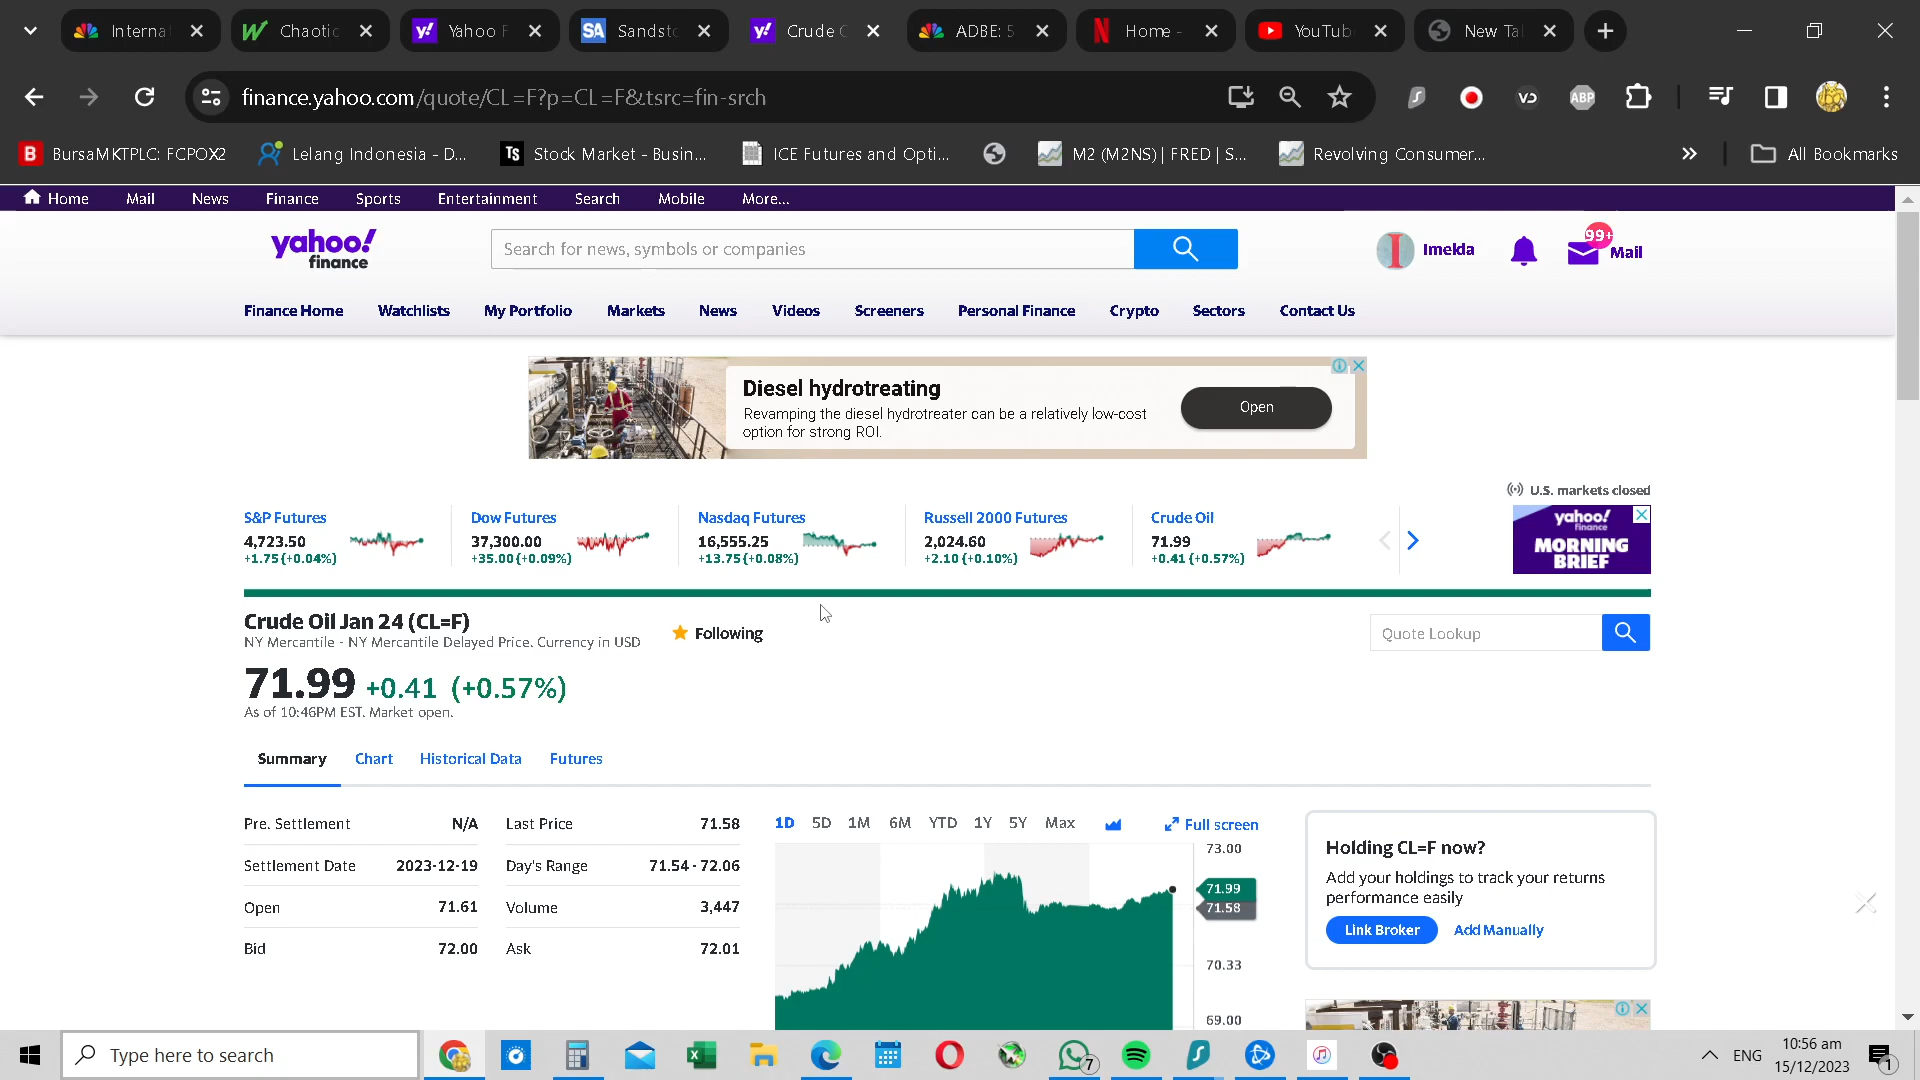 Interna
Chaotic
Yahoo F
Sandsto
Crude C
ADBE: 5
Home -
YouTub
New Ta
finance.yahoo.com/quote/CL=F?p=CL=F&tsrc=fin-srch
ABP
B BursaMKTPLC: FCPOX2
Lelang Indonesia - D...
Ts Stock Market - Busin...
ICE Futures and Opti...
M2 (M2NS) | FRED | S...
Revolving Consumer...
All Bookmarks
Home Mail News Finance Sports Entertainment Search Mobile More...
yahoo!
finance
Search for news, symbols or companies
Imelda
99+
Mail
Finance Home Watchlists My Portfolio Markets News Videos Screeners Personal Finance Crypto Sectors Contact Us
Diesel hydrotreating
Revamping the diesel hydrotreater can be a relatively low-cost
option for strong ROI.
Open
U.S. markets closed
S&P Futures
4,723.50
+1.75 (+0.04%)
Dow Futures
37,300.00
+35.00 (+0.09%)
Nasdaq Futures
16,555.25
+13.75 (+0.08%)
Russell 2000 Futures
2,024.60
+2.10 (+0.10%)
Crude Oil
71.99
+0.41 (+0.57%)
yahoo!
finance
MORNING
BRIEF
Crude Oil Jan 24 (CL=F)
NY Mercantile - NY Mercantile Delayed Price. Currency in USD
Following
Quote Lookup
71.99 +0.41 (+0.57%)
As of 10:46PM EST. Market open.
Summary Chart Historical Data Futures
Pre. Settlement N/A
Settlement Date 2023-12-19
Open 71.61
Bid 72.00
Last Price 71.58
Day's Range 71.54 - 72.06
Volume 3,447
Ask 72.01
1D 5D 1M 6M YTD 1Y 5Y Max
Full screen
73.00
71.99
71.58
70.33
69.00
Holding CL=F now?
Add your holdings to track your returns
performance easily
Link Broker Add Manually
Type here to search
7
ENG
10:56 am
15/12/2023
1